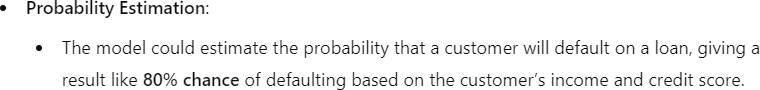 • Probability Estimation:
• The model could estimate the probability that a customer will default on a loan, giving a
result like 80% chance of defaulting based on the customer's income and credit score.